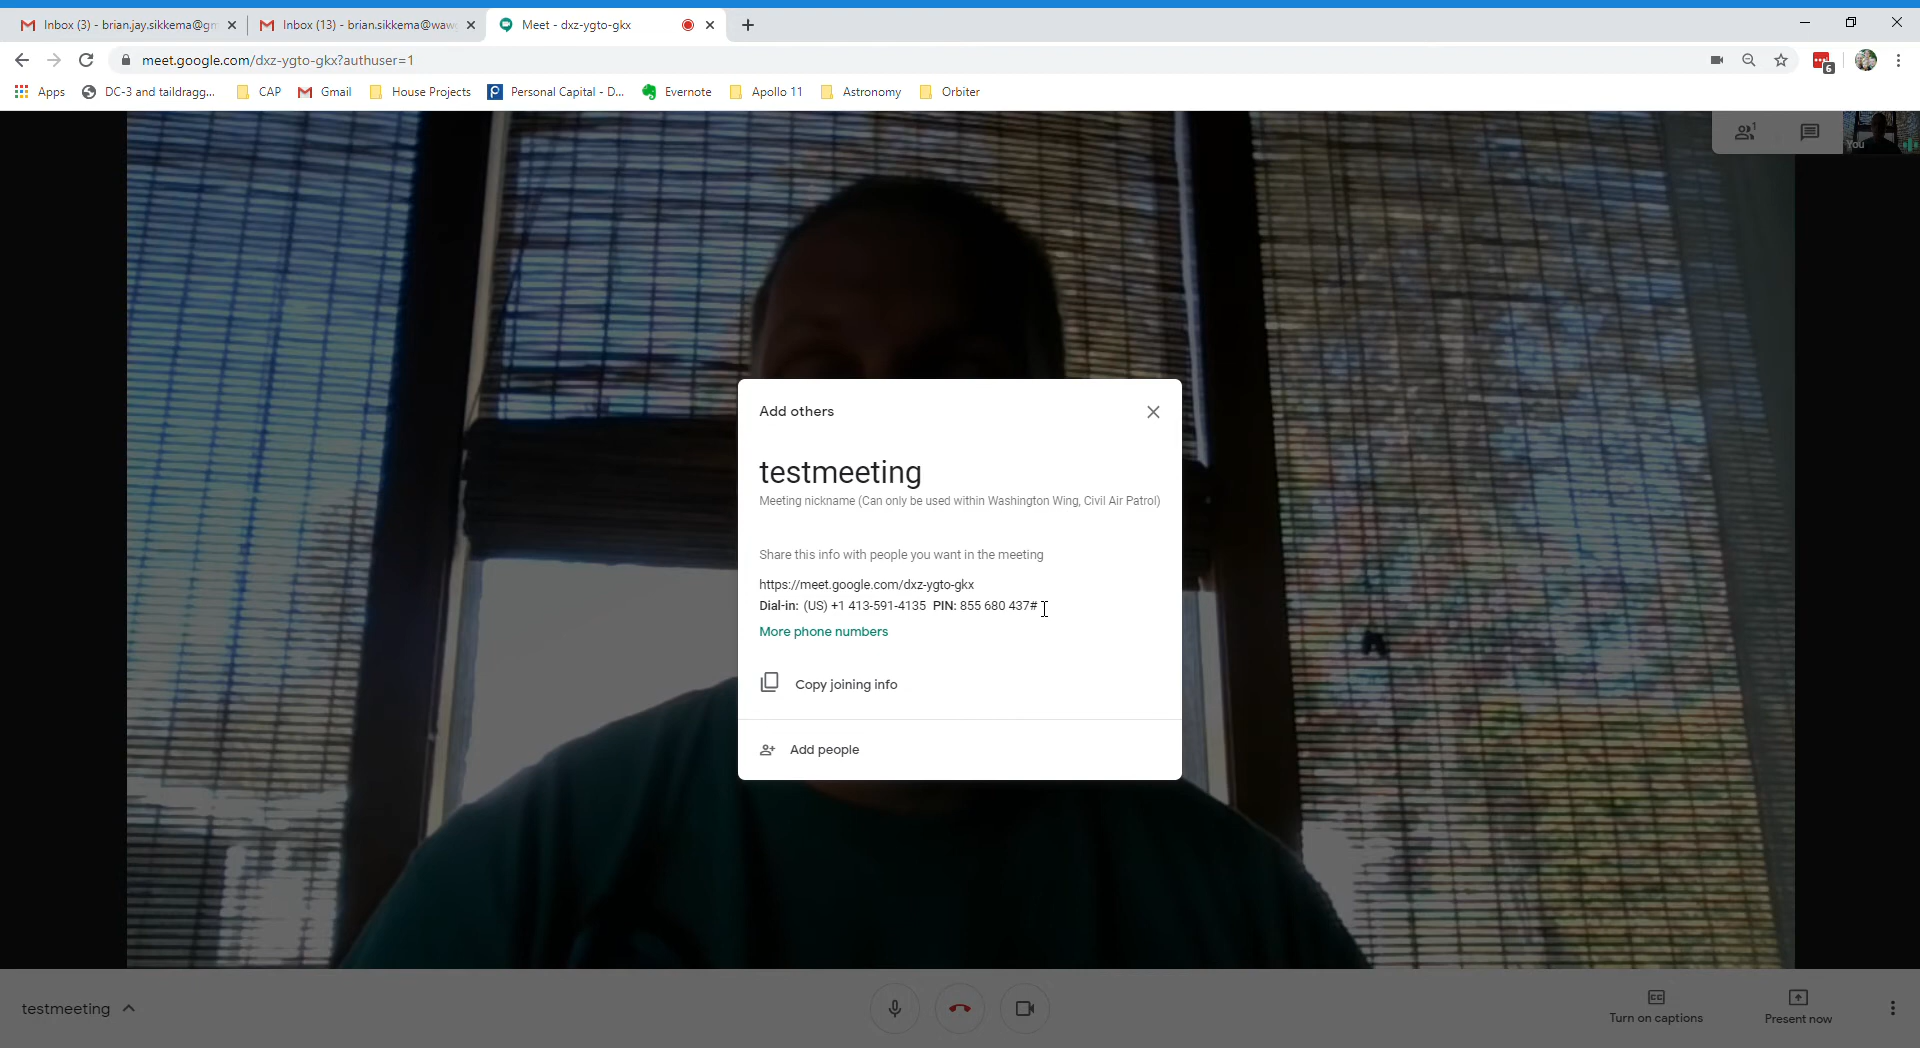 Inbox (3) - brian.jay.sikkema@gm
Inbox (13) - brian.sikkema@waw
Meet - dxz-ygto-gkx
meet.google.com/dxz-ygto-gkx?authuser=1
6
Apps
DC-3 and taildragg...
CAP
Gmail
House Projects
Personal Capital - D...
Evernote
Apollo 11
Astronomy
Orbiter
1
You
Add others
testmeeting
Meeting nickname (Can only be used within Washington Wing, Civil Air Patrol)
Share this info with people you want in the meeting
https://meet.google.com/dxz-ygto-gkx
Dial-in: (US) +1 413-591-4135 PIN: 855 680 437#
More phone numbers
Copy joining info
Add people
testmeeting
CC
Turn on captions
Present now